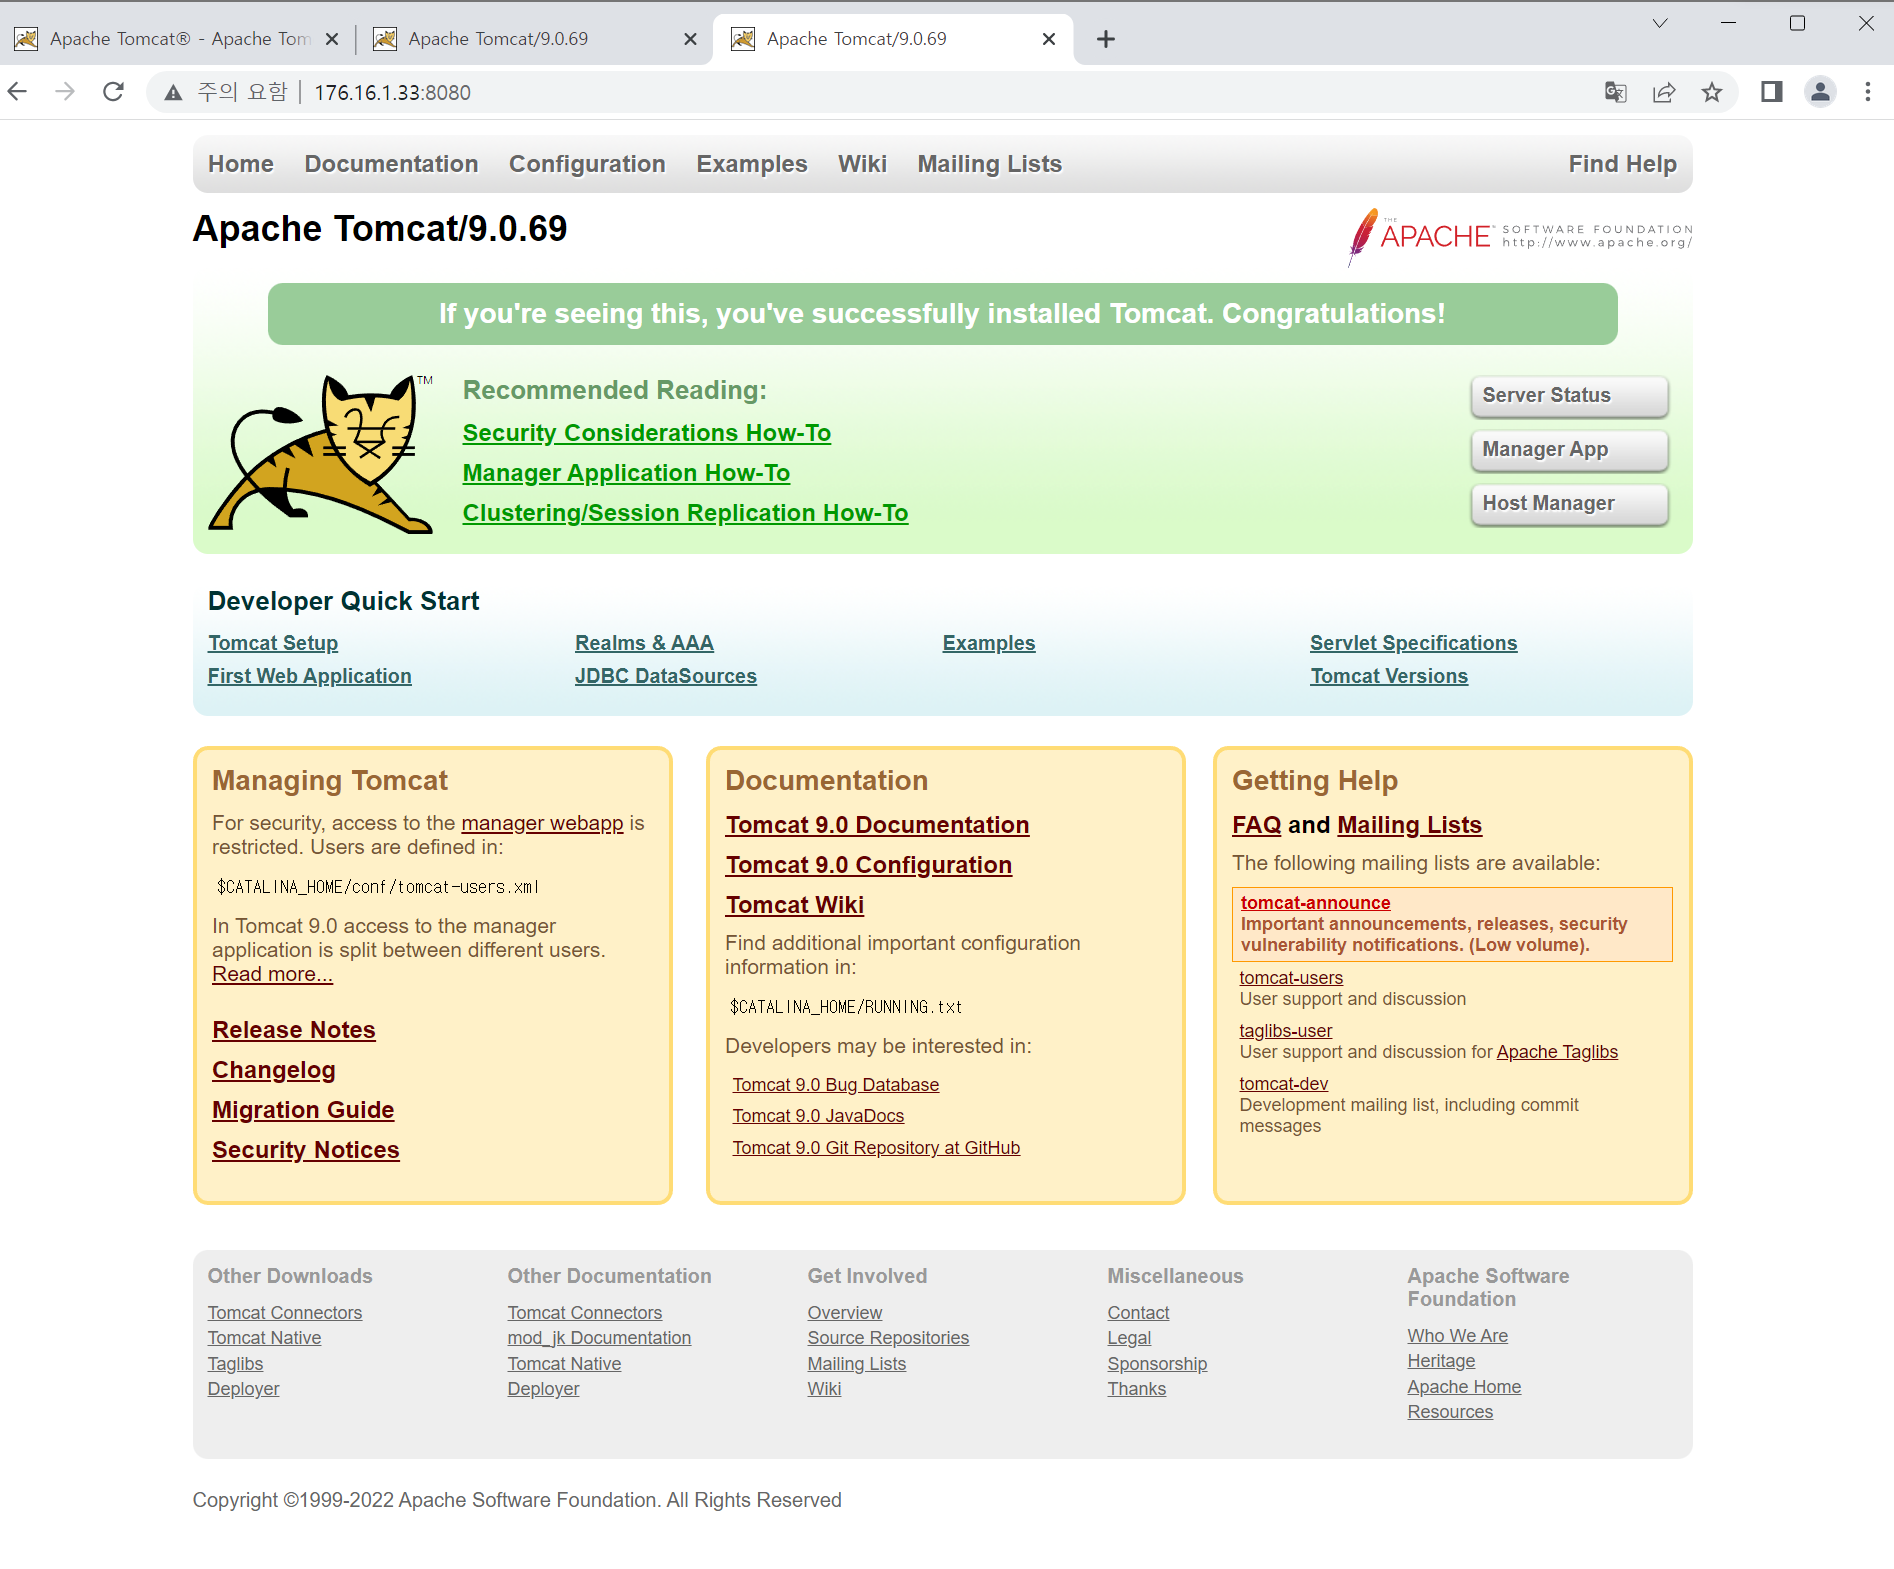 Apache Tomcat® - Apache Tom
Apache Tomcat/9.0.69
Apache Tomcat/9.0.69
주의 요함 | 176.16.1.33:8080
Home Documentation Configuration Examples Wiki Mailing Lists Find Help
Apache Tomcat/9.0.69
THE APACHE SOFTWARE FOUNDATION
http://www.apache.org/
If you're seeing this, you've successfully installed Tomcat. Congratulations!
TM
Recommended Reading:
Security Considerations How-To
Manager Application How-To
Clustering/Session Replication How-To
Server Status
Manager App
Host Manager
Developer Quick Start
Tomcat Setup
First Web Application
Realms & AAA
JDBC DataSources
Examples
Servlet Specifications
Tomcat Versions
Managing Tomcat
For security, access to the manager webapp is
restricted. Users are defined in:
$CATALINA_HOME/conf/tomcat-users.xml
In Tomcat 9.0 access to the manager
application is split between different users.
Read more...
Release Notes
Changelog
Migration Guide
Security Notices
Documentation
Tomcat 9.0 Documentation
Tomcat 9.0 Configuration
Tomcat Wiki
Find additional important configuration
information in:
$CATALINA_HOME/RUNNING.txt
Developers may be interested in:
Tomcat 9.0 Bug Database
Tomcat 9.0 JavaDocs
Tomcat 9.0 Git Repository at GitHub
Getting Help
FAQ and Mailing Lists
The following mailing lists are available:
tomcat-announce
Important announcements, releases, security
vulnerability notifications. (Low volume).
tomcat-users
User support and discussion
taglibs-user
User support and discussion for Apache Taglibs
tomcat-dev
Development mailing list, including commit
messages
Other Downloads
Tomcat Connectors
Tomcat Native
Taglibs
Deployer
Other Documentation
Tomcat Connectors
mod_jk Documentation
Tomcat Native
Deployer
Get Involved
Overview
Source Repositories
Mailing Lists
Wiki
Miscellaneous
Contact
Legal
Sponsorship
Thanks
Apache Software
Foundation
Who We Are
Heritage
Apache Home
Resources
Copyright ©1999-2022 Apache Software Foundation. All Rights Reserved